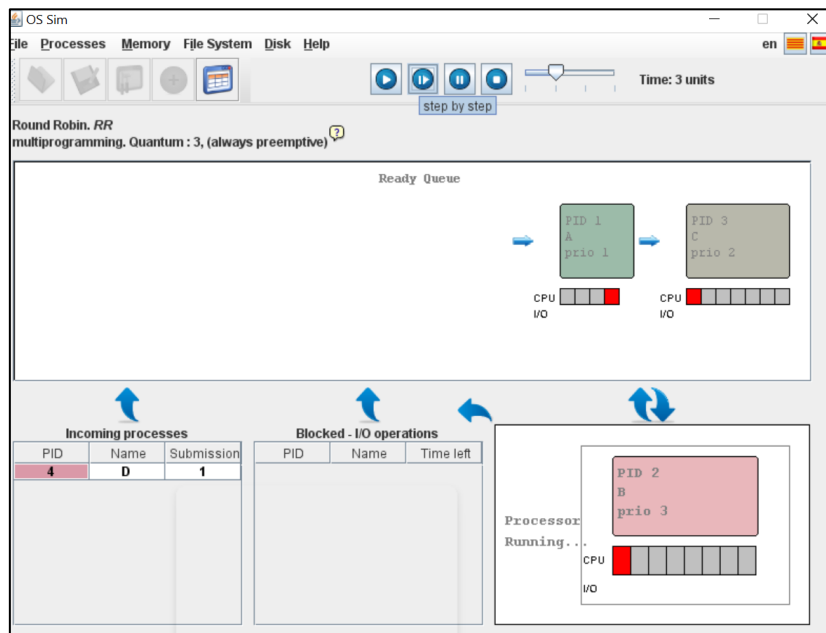 OS Sim
File Processes Memory File System Disk Help en
Time: 3 units
step by step
Round Robin. RR
multiprogramming. Quantum : 3, (always preemptive) ?
Ready Queue
PID 1
A
prio 1
CPU
I/O
PID 3
C
prio 2
CPU
I/O
Incoming processes
PID Name Submission
4 D 1
Blocked - I/O operations
PID Name Time left
Processor
Running...
PID 2
B
prio 3
CPU
I/O